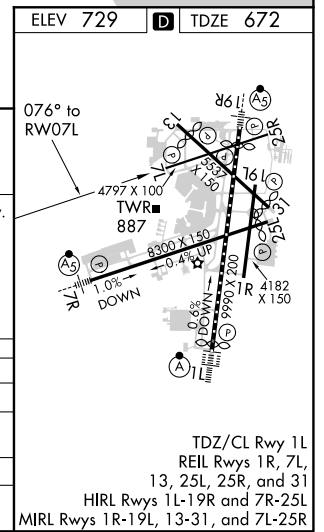 ELEV 729 D TDZE 672
076° to
RW07L
A5
19R
13
25R
P
P
P
7L
5537
X 150
P
19L
4797 X 100
TWR
887
31
25L
A5
P
8300 X 150
0.4% UP
7R
1.0%
DOWN
1R
4182
X 150
9990 X 200
0.6%
DOWN
P
A
1L
TDZ/CL Rwy 1L
REIL Rwys 1R, 7L,
13, 25L, 25R, and 31
HIRL Rwys 1L-19R and 7R-25L
MIRL Rwys 1R-19L, 13-31, and 7L-25R